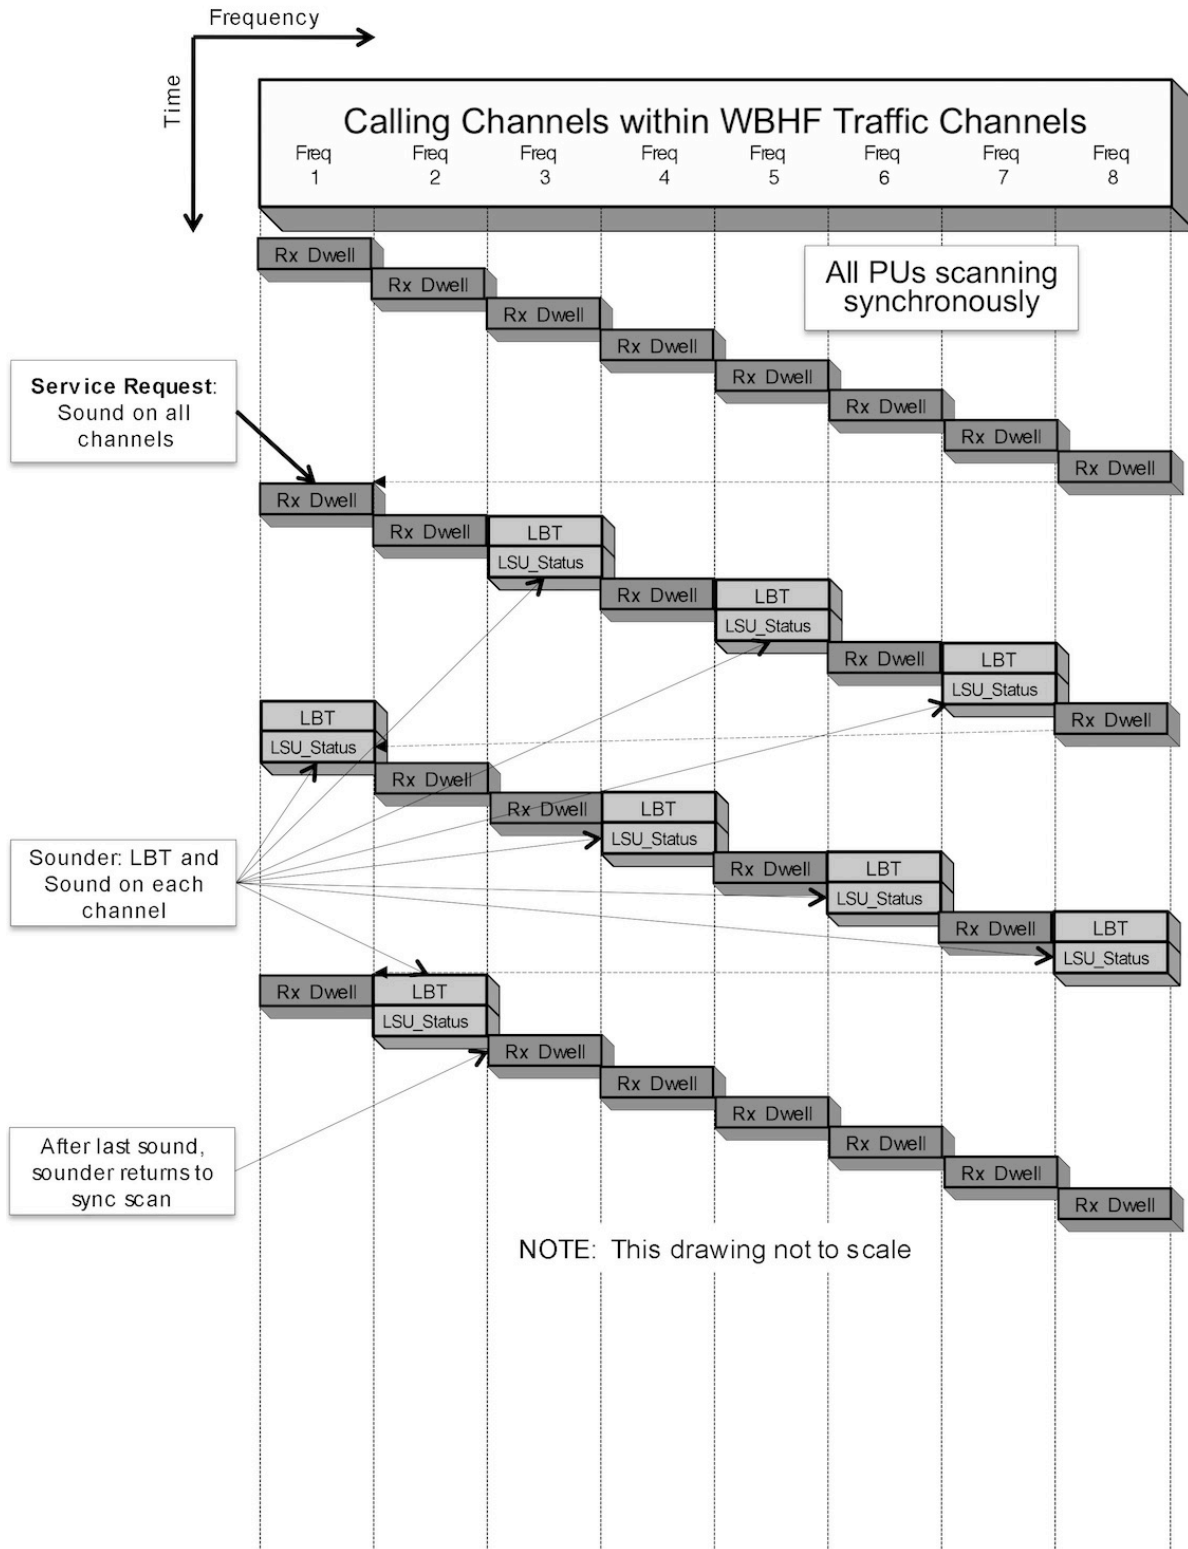 Frequency
Time
Calling Channels within WBHF Traffic Channels
Freq Freq Freq Freq Freq Freq Freq Freq
1 2 3 4 5 6 7 8
Rx Dwell
All PUs scanning
synchronously
Rx Dwell
Rx Dwell
Rx Dwell
Rx Dwell
Rx Dwell
Rx Dwell
Rx Dwell
Service Request:
Sound on all
channels
Rx Dwell
Rx Dwell
LBT
LSU_Status
Rx Dwell
LBT
LSU_Status
Rx Dwell
LBT
LSU_Status
Rx Dwell
LBT
LSU_Status
Rx Dwell
Rx Dwell
LBT
LSU_Status
Rx Dwell
LBT
LSU_Status
Rx Dwell
LBT
LSU_Status
Sounder: LBT and
Sound on each
channel
Rx Dwell
LBT
LSU_Status
Rx Dwell
Rx Dwell
Rx Dwell
Rx Dwell
Rx Dwell
Rx Dwell
After last sound,
sounder returns to
sync scan
NOTE: This drawing not to scale